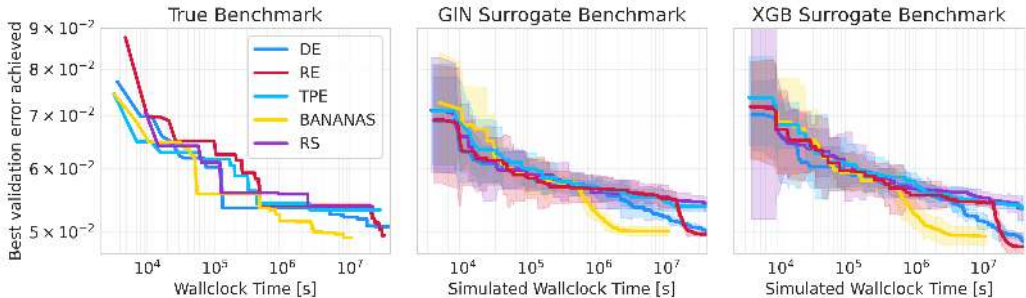 True Benchmark
GIN Surrogate Benchmark
XGB Surrogate Benchmark
Best validation error achieved
9 × 10⁻²
8 × 10⁻²
7 × 10⁻²
6 × 10⁻²
5 × 10⁻²
DE
RE
TPE
BANANAS
RS
10⁴ 10⁵ 10⁶ 10⁷
10⁴ 10⁵ 10⁶ 10⁷
10⁴ 10⁵ 10⁶ 10⁷
Wallclock Time [s]
Simulated Wallclock Time [s]
Simulated Wallclock Time [s]